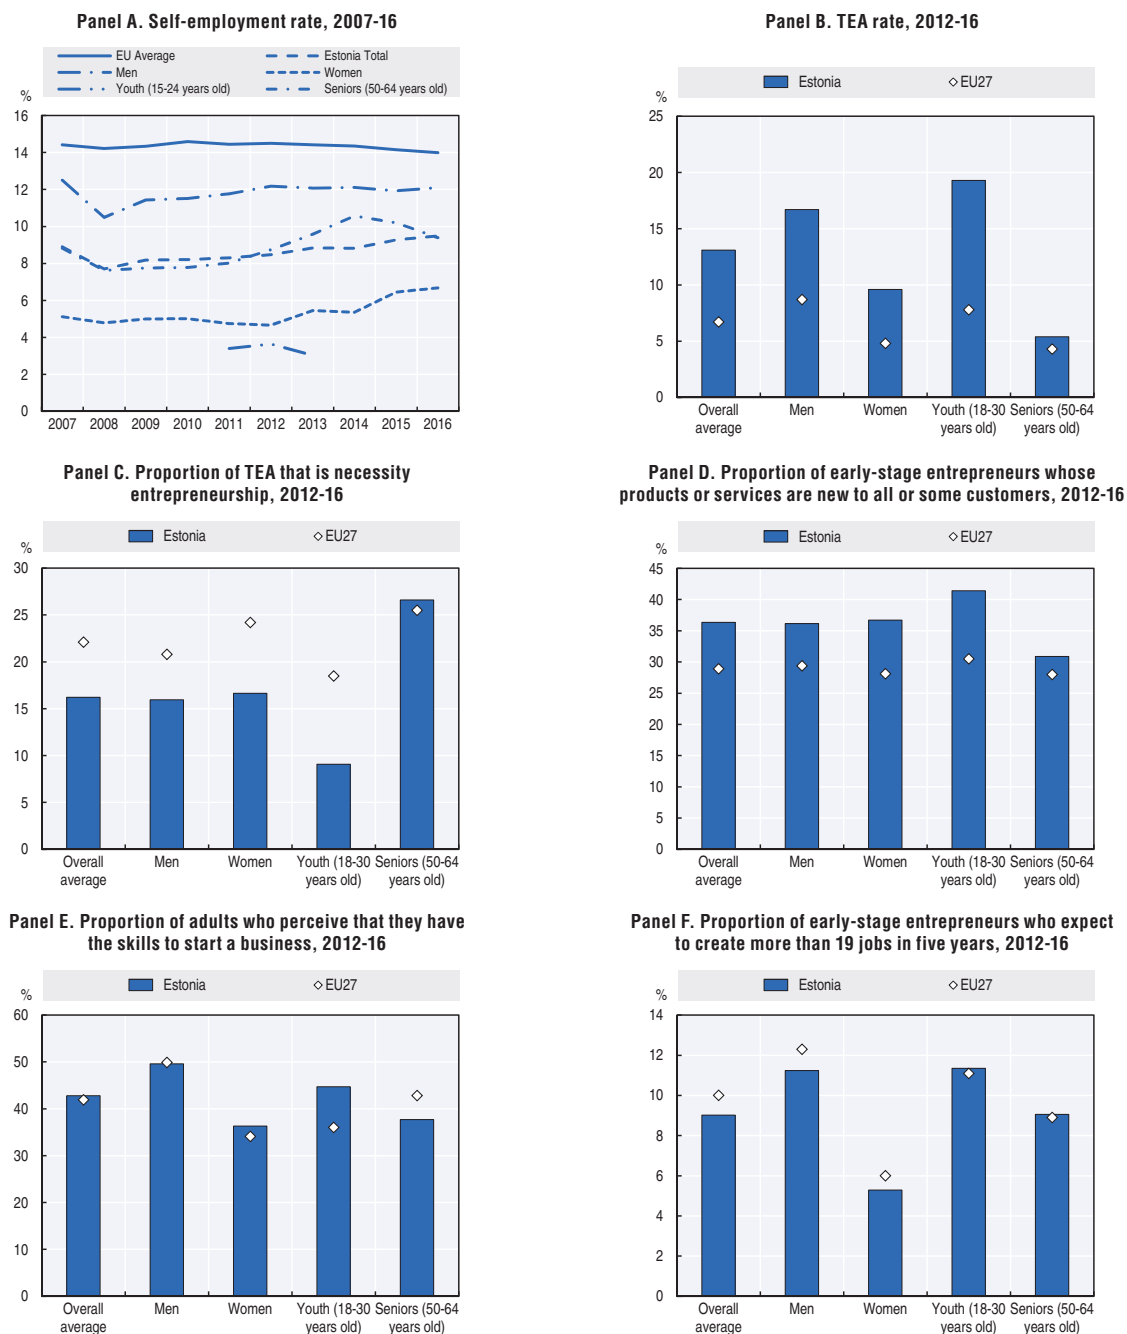 Panel A. Self-employment rate, 2007-16
EU Average
Estonia Total
Men
Women
Youth (15-24 years old)
Seniors (50-64 years old)
%
16
14
12
10
8
6
4
2
0
2007 2008 2009 2010 2011 2012 2013 2014 2015 2016
Panel B. TEA rate, 2012-16
Estonia
EU27
%
25
20
15
10
5
0
Overall average
Men
Women
Youth (18-30 years old)
Seniors (50-64 years old)
Panel C. Proportion of TEA that is necessity
entrepreneurship, 2012-16
Estonia
EU27
%
30
25
20
15
10
5
0
Overall average
Men
Women
Youth (18-30 years old)
Seniors (50-64 years old)
Panel D. Proportion of early-stage entrepreneurs whose
products or services are new to all or some customers, 2012-16
Estonia
EU27
%
45
40
35
30
25
20
15
10
5
0
Overall average
Men
Women
Youth (18-30 years old)
Seniors (50-64 years old)
Panel E. Proportion of adults who perceive that they have
the skills to start a business, 2012-16
Estonia
EU27
%
60
50
40
30
20
10
0
Overall average
Men
Women
Youth (18-30 years old)
Seniors (50-64 years old)
Panel F. Proportion of early-stage entrepreneurs who expect
to create more than 19 jobs in five years, 2012-16
Estonia
EU27
%
14
12
10
8
6
4
2
0
Overall average
Men
Women
Youth (18-30 years old)
Seniors (50-64 years old)